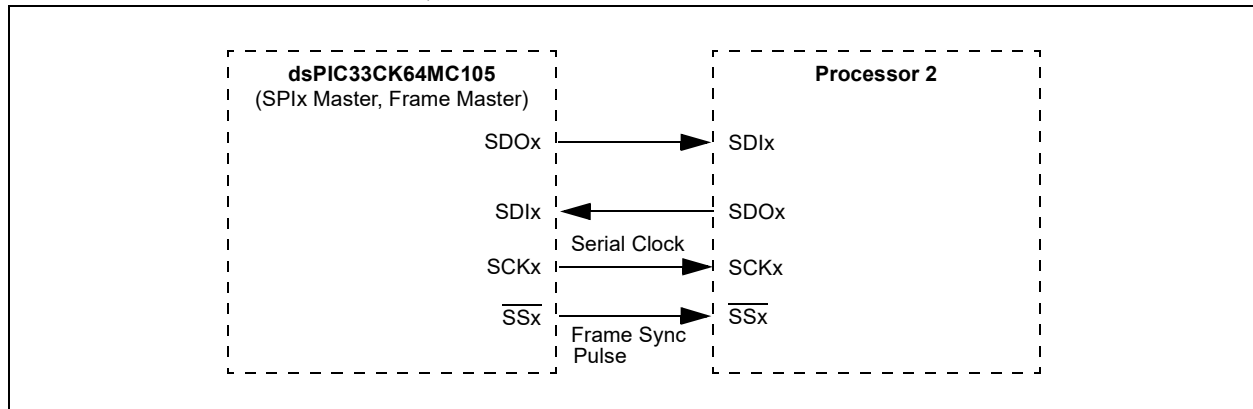 dsPIC33CK64MC105
(SPIx Master, Frame Master)
Processor 2
SDOx
SDIx
SDIx
SDOx
Serial Clock
SCKx
SCKx
SSx
SSx
Frame Sync
Pulse